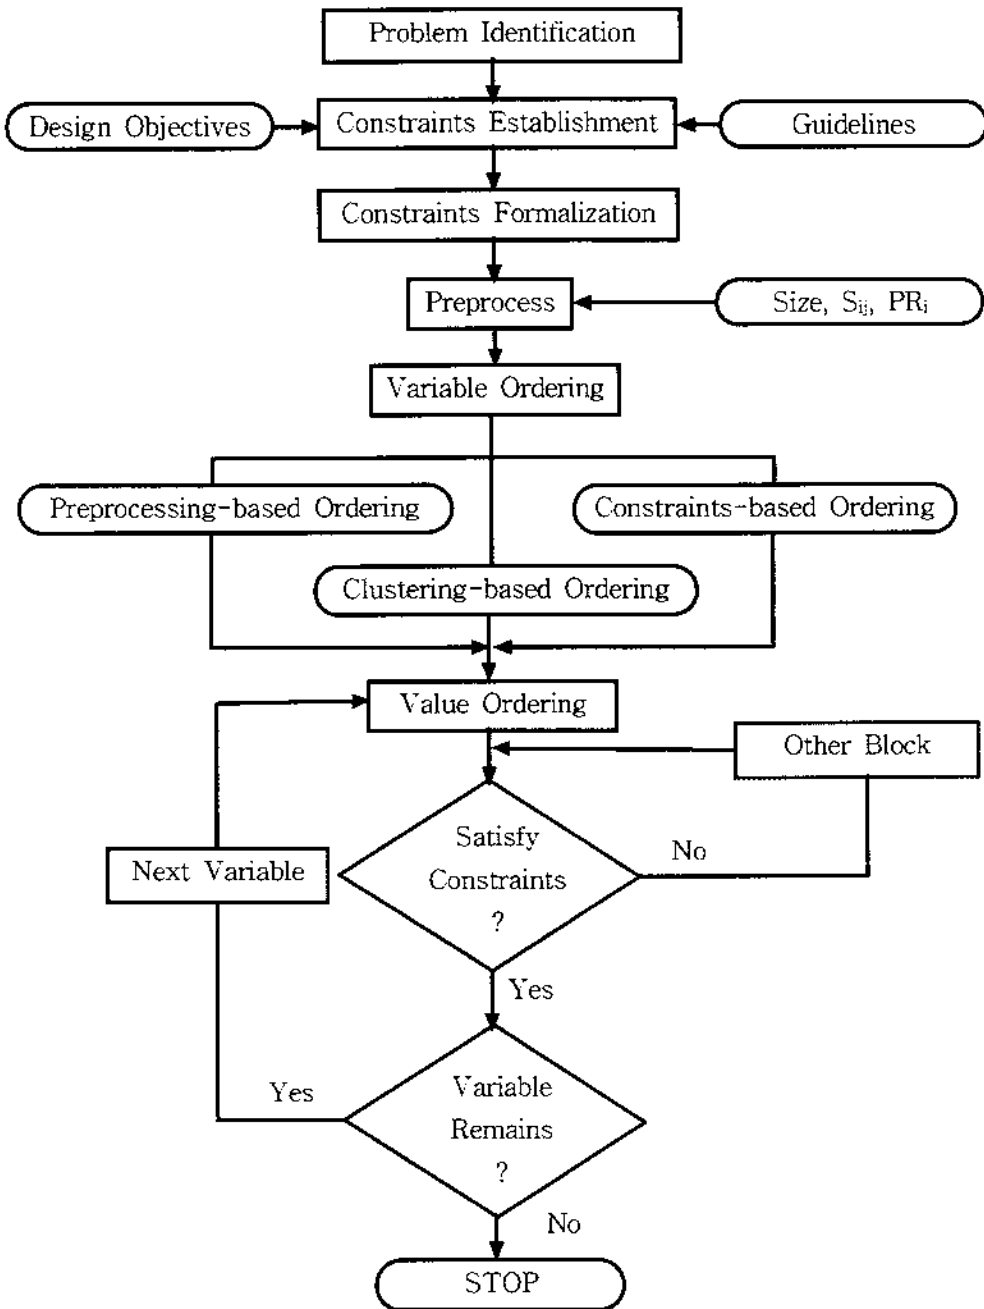 Problem Identification
Design Objectives
Constraints Establishment
Guidelines
Constraints Formalization
Preprocess
Size, Sᵢⱼ, PRᵢ
Variable Ordering
Preprocessing-based Ordering
Constraints-based Ordering
Clustering-based Ordering
Value Ordering
Other Block
Satisfy
Constraints
?
No
Next Variable
Yes
Yes
Variable
Remains
?
No
STOP